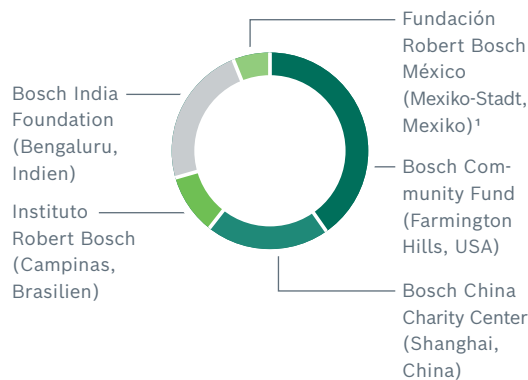 Fundación
Robert Bosch
México
(Mexiko-Stadt,
Mexiko)¹
Bosch India
Foundation
(Bengaluru,
Indien)
Bosch Com-
munity Fund
(Farmington
Hills, USA)
Instituto
Robert Bosch
(Campinas,
Brasilien)
Bosch China
Charity Center
(Shanghai,
China)